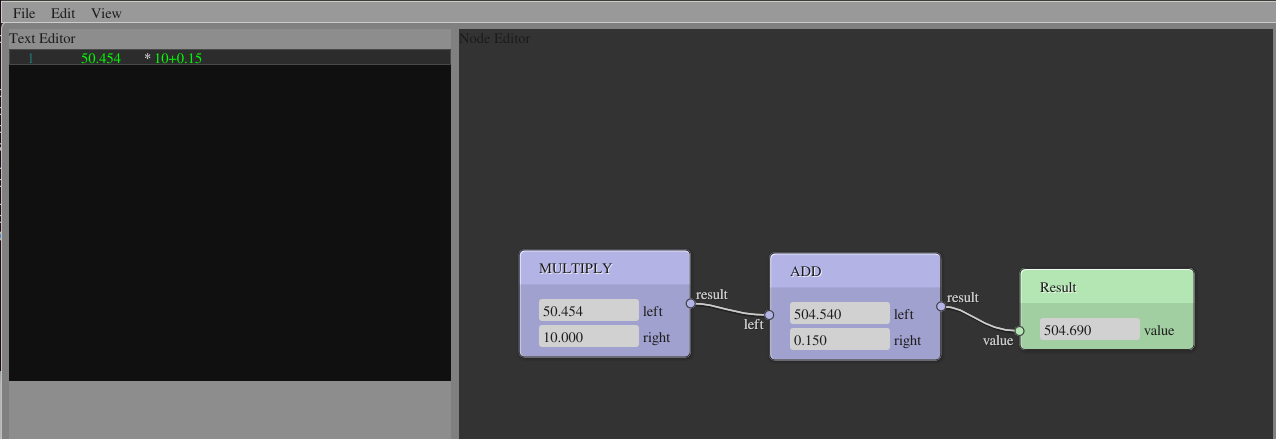 File Edit View
Text Editor
1 50.454 * 10+0.15
Node Editor
MULTIPLY
50.454 left
10.000 right
result
left
ADD
504.540 left
0.150 right
result
value
Result
504.690 value